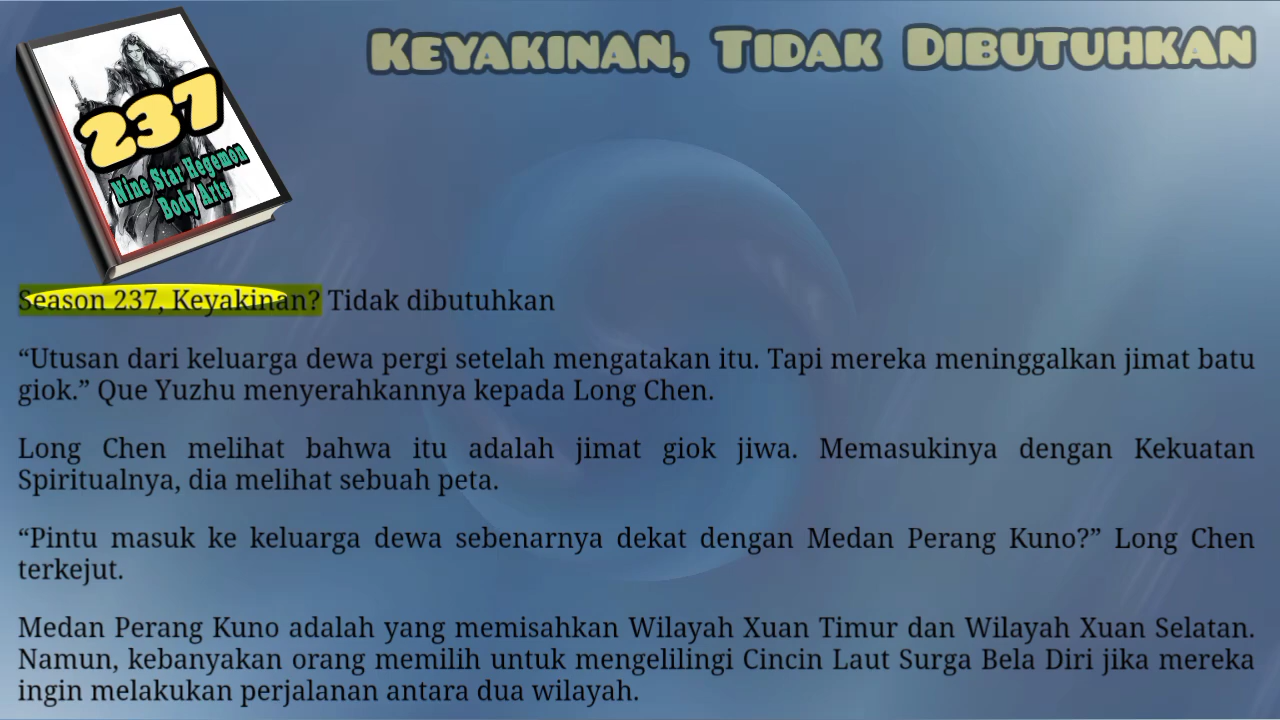 KEYAKINAN, TIDAK DIBUTUHKAN
237
Nine Star Hegemon
Body Arts
Season 237, Keyakinan? Tidak dibutuhkan
“Utusan dari keluarga dewa pergi setelah mengatakan itu. Tapi mereka meninggalkan jimat batu
giok.” Que Yuzhu menyerahkannya kepada Long Chen.
Long Chen melihat bahwa itu adalah jimat giok jiwa. Memasukinya dengan Kekuatan
Spiritualnya, dia melihat sebuah peta.
“Pintu masuk ke keluarga dewa sebenarnya dekat dengan Medan Perang Kuno?” Long Chen
terkejut.
Medan Perang Kuno adalah yang memisahkan Wilayah Xuan Timur dan Wilayah Xuan Selatan.
Namun, kebanyakan orang memilih untuk mengelilingi Cincin Laut Surga Bela Diri jika mereka
ingin melakukan perjalanan antara dua wilayah.